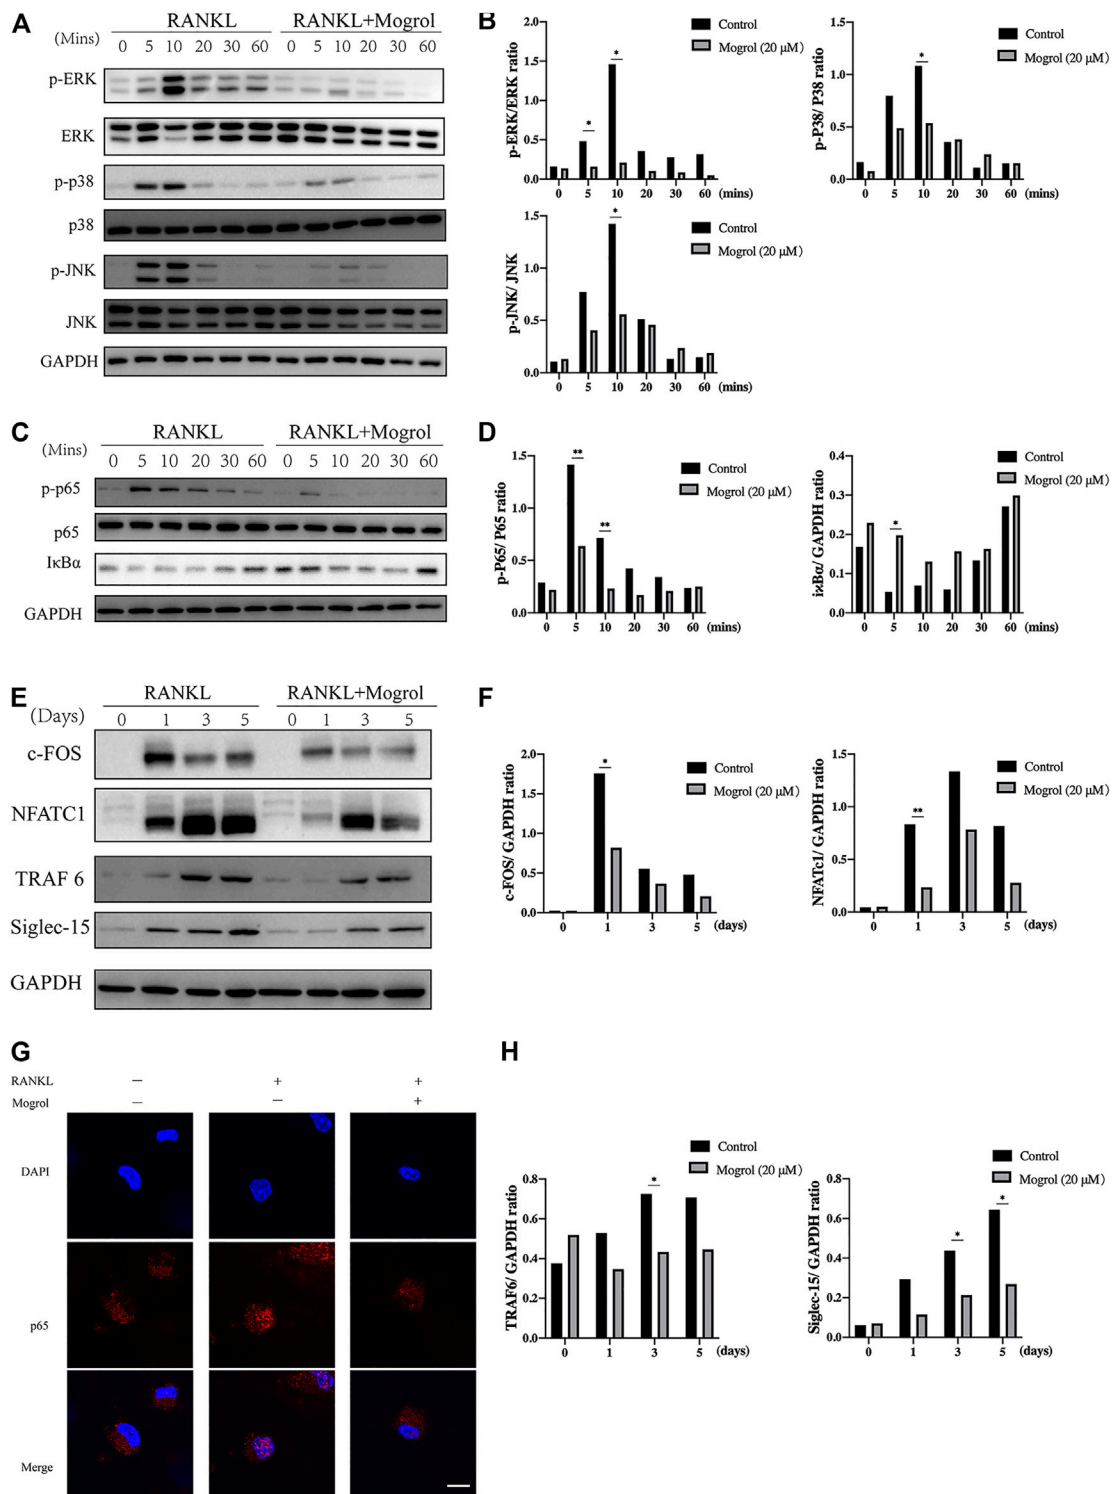 A
RANKL RANKL+Mogrol
(Mins) 0 5 10 20 30 60 0 5 10 20 30 60
p-ERK
ERK
p-p38
p38
p-JNK
JNK
GAPDH
B
p-ERK/ERK ratio
2.0
1.5
1.0
0.5
0.0
* *
0 5 10 20 30 60 (mins)
Control
Mogrol (20 μM)
p-P38/ P38 ratio
1.5
1.0
0.5
0.0
*
0 5 10 20 30 60 (mins)
Control
Mogrol (20 μM)
p-JNK/ JNK
1.5
1.0
0.5
0.0
*
0 5 10 20 30 60 (mins)
Control
Mogrol (20 μM)
C
RANKL RANKL+Mogrol
(Mins) 0 5 10 20 30 60 0 5 10 20 30 60
p-p65
p65
IκBα
GAPDH
D
p-P65/ P65 ratio
1.5
1.0
0.5
0.0
** **
0 5 10 20 30 60 (mins)
Control
Mogrol (20 μM)
iϰBα/ GAPDH ratio
0.4
0.3
0.2
0.1
0.0
*
0 5 10 20 30 60 (mins)
Control
Mogrol (20 μM)
E
RANKL RANKL+Mogrol
(Days) 0 1 3 5 0 1 3 5
c-FOS
NFATC1
TRAF 6
Siglec-15
GAPDH
F
c-FOS/ GAPDH ratio
2.0
1.5
1.0
0.5
0.0
*
0 1 3 5 (days)
Control
Mogrol (20 μM)
NFATc1/ GAPDH ratio
1.5
1.0
0.5
0.0
**
0 1 3 5 (days)
Control
Mogrol (20 μM)
G
RANKL — + +
Mogrol — — +
DAPI
p65
Merge
H
TRAF6/ GAPDH ratio
0.8
0.6
0.4
0.2
0.0
*
0 1 3 5 (days)
Control
Mogrol (20 μM)
Siglec-15/ GAPDH ratio
0.8
0.6
0.4
0.2
0.0
* *
0 1 3 5 (days)
Control
Mogrol (20 μM)